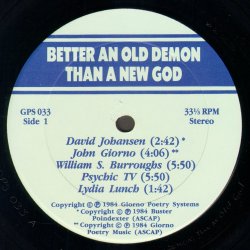 BETTER AN OLD DEMON
THAN A NEW GOD
GPS 033
Side 1
33⅓ RPM
Stereo
David Johansen (2:42) *
John Giorno (4:06) **
William S. Burroughs (5:50)
Psychic TV (5:50)
Lydia Lunch (1:42)
Copyright © ℗ 1984 Giorno Poetry Systems
* Copyright © ℗ 1984 Buster
Poindexter (ASCAP)
** Copyright © ℗ 1984 Giorno
Poetry Music (ASCAP)